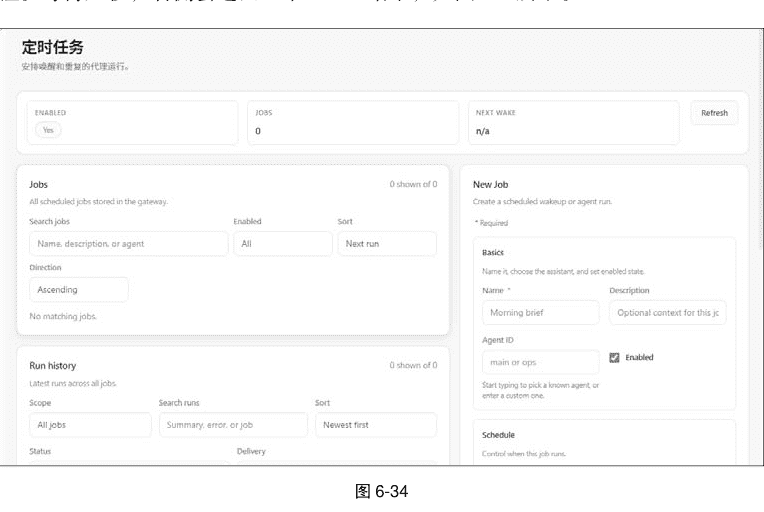 定时任务
安排唤醒和重复的代理运行。
ENABLED
Yes
JOBS
0
NEXT WAKE
n/a
Refresh
Jobs
0 shown of 0
All scheduled jobs stored in the gateway.
Search jobs
Enabled
Sort
Name, description, or agent
All
Next run
Direction
Ascending
No matching jobs.
Run history
0 shown of 0
Latest runs across all jobs.
Scope
Search runs
Sort
All jobs
Summary, error, or job
Newest first
Status
Delivery
New Job
Create a scheduled wakeup or agent run.
* Required
Basics
Name it, choose the assistant, and set enabled state.
Name *
Description
Morning brief
Optional context for this jc
Agent ID
main or ops
Enabled
Start typing to pick a known agent, or
enter a custom one.
Schedule
Control when this job runs.
图 6-34